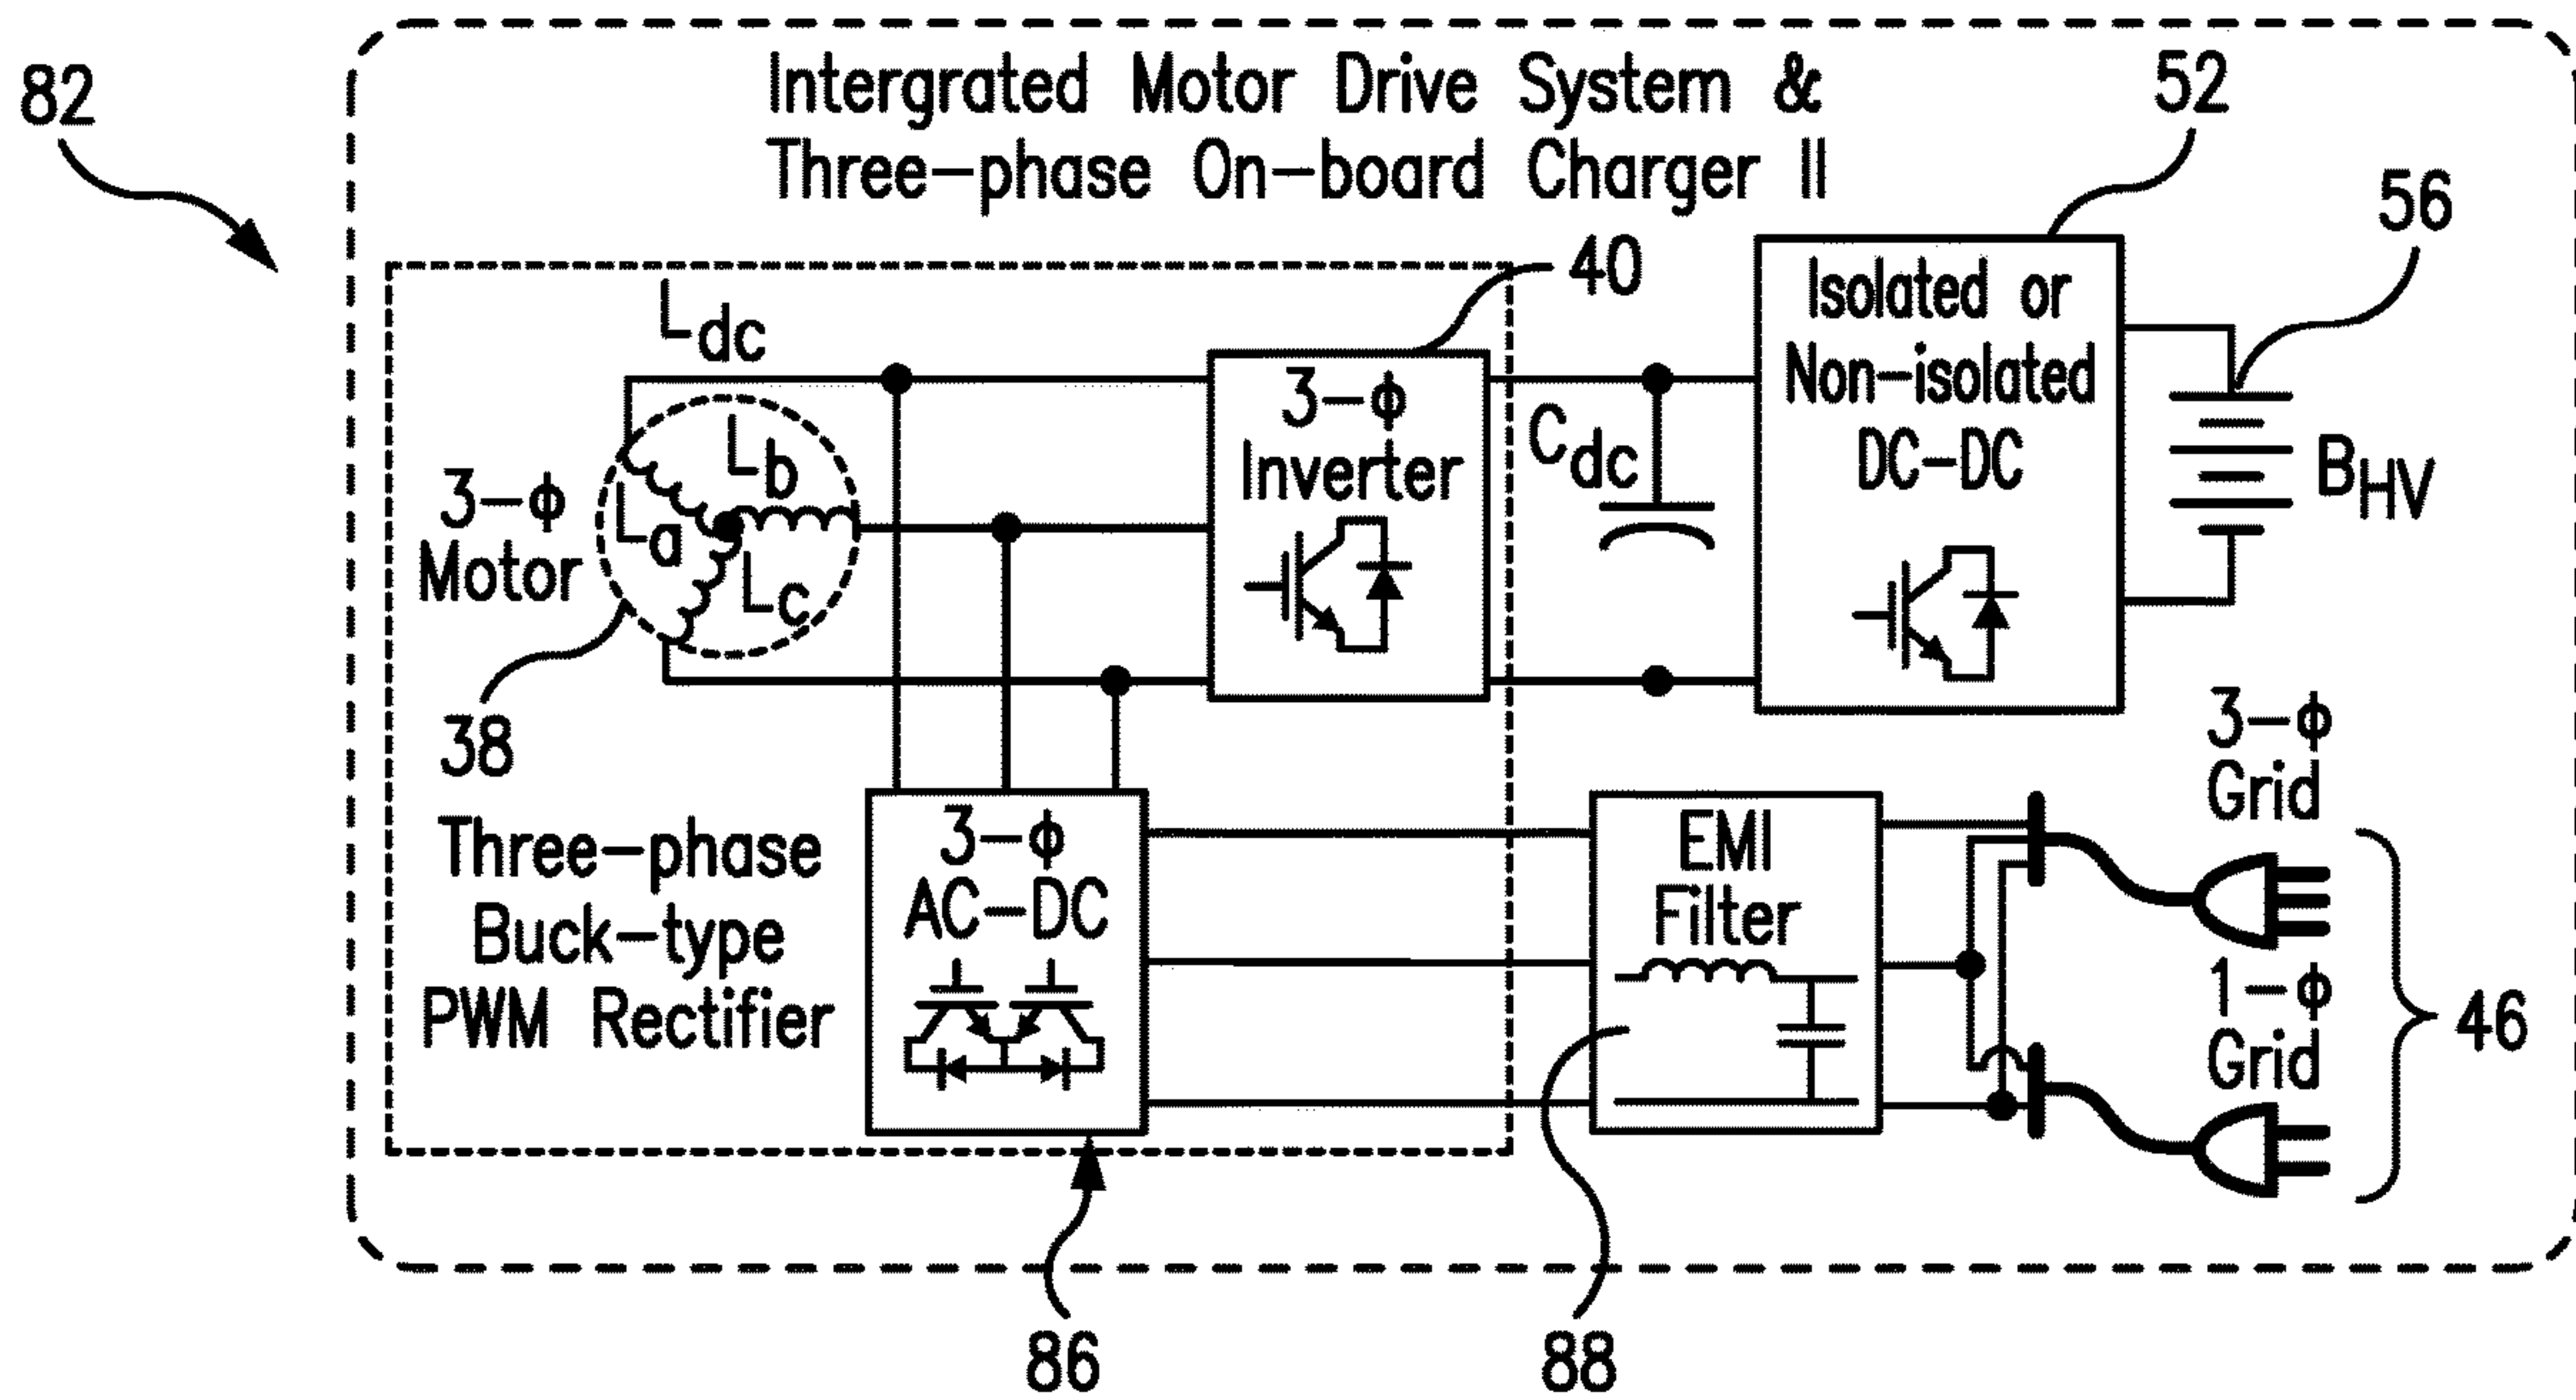 82
Intergrated Motor Drive System &
Three-phase On-board Charger II
52
56
40
Ldc
Lb
La
Lc
3-ϕ
Motor
38
3-ϕ
Inverter
Cdc
Isolated or
Non-isolated
DC-DC
BHV
Three-phase
Buck-type
PWM Rectifier
3-ϕ
AC-DC
EMI
Filter
3-ϕ
Grid
1-ϕ
Grid
46
86
88